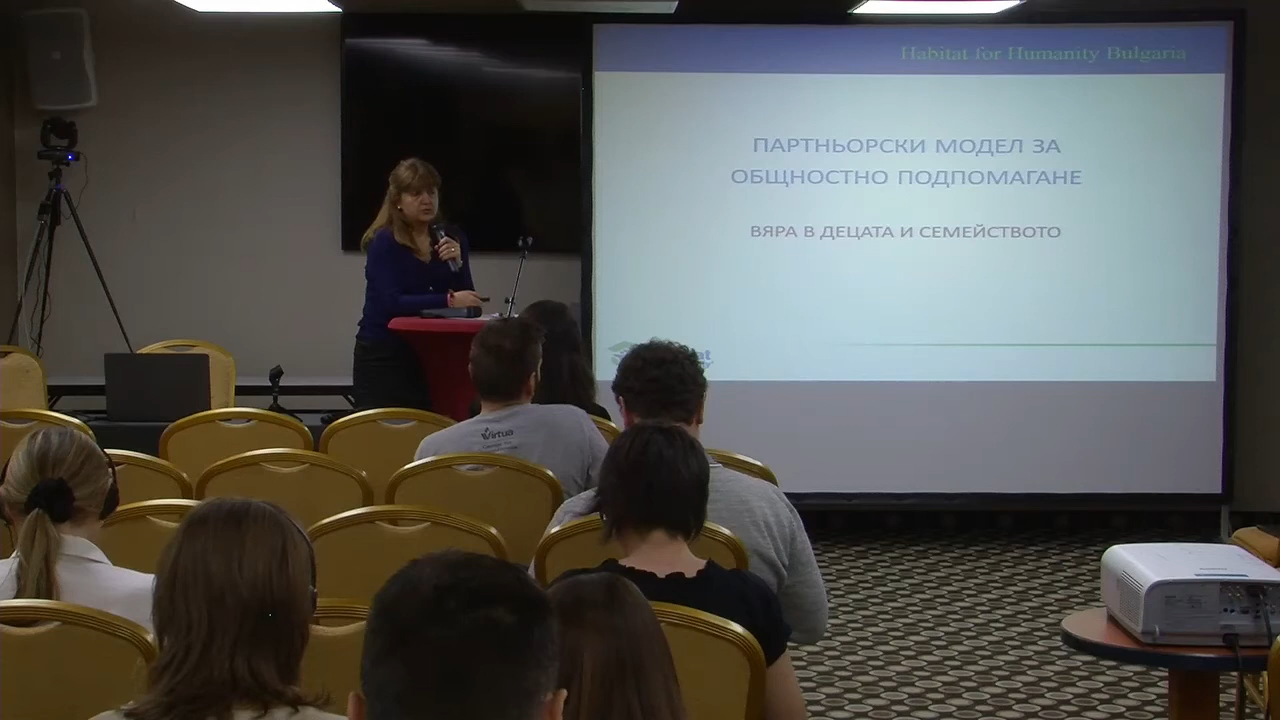 Habitat for Humanity Bulgaria
ПАРТНЬОРСКИ МОДЕЛ ЗА
ОБЩНОСТНО ПОДПОМАГАНЕ
ВЯРА В ДЕЦАТА И СЕМЕЙСТВОТО
Virtua